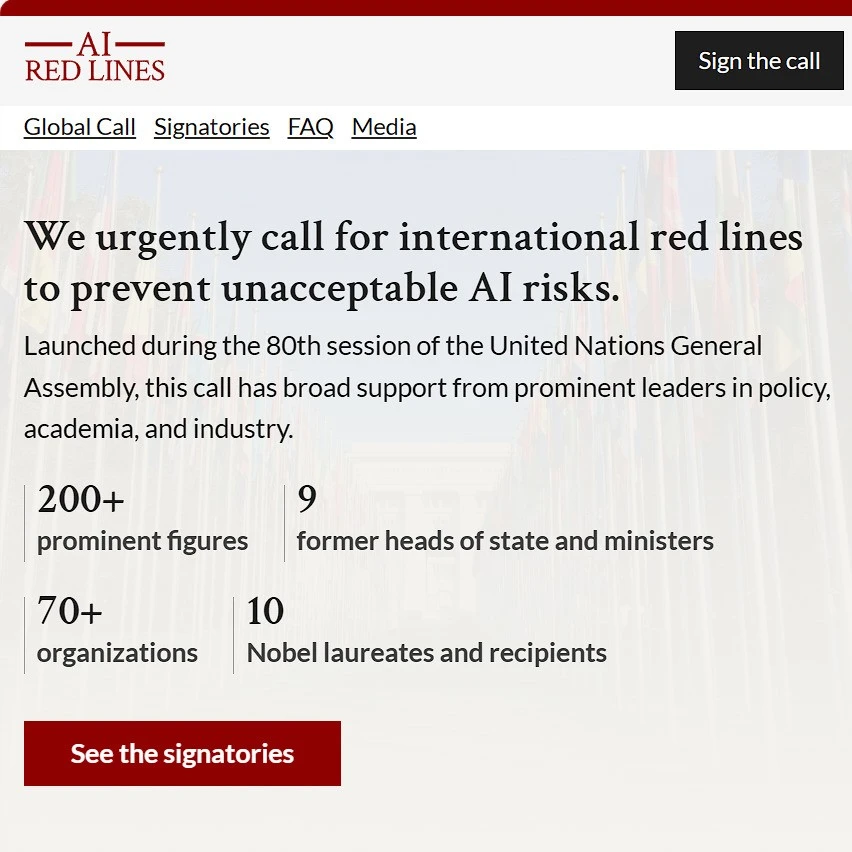 AI
RED LINES
Sign the call
Global Call Signatories FAQ Media
We urgently call for international red lines
to prevent unacceptable AI risks.
Launched during the 80th session of the United Nations General
Assembly, this call has broad support from prominent leaders in policy,
academia, and industry.
200+
prominent figures
9
former heads of state and ministers
70+
organizations
10
Nobel laureates and recipients
See the signatories